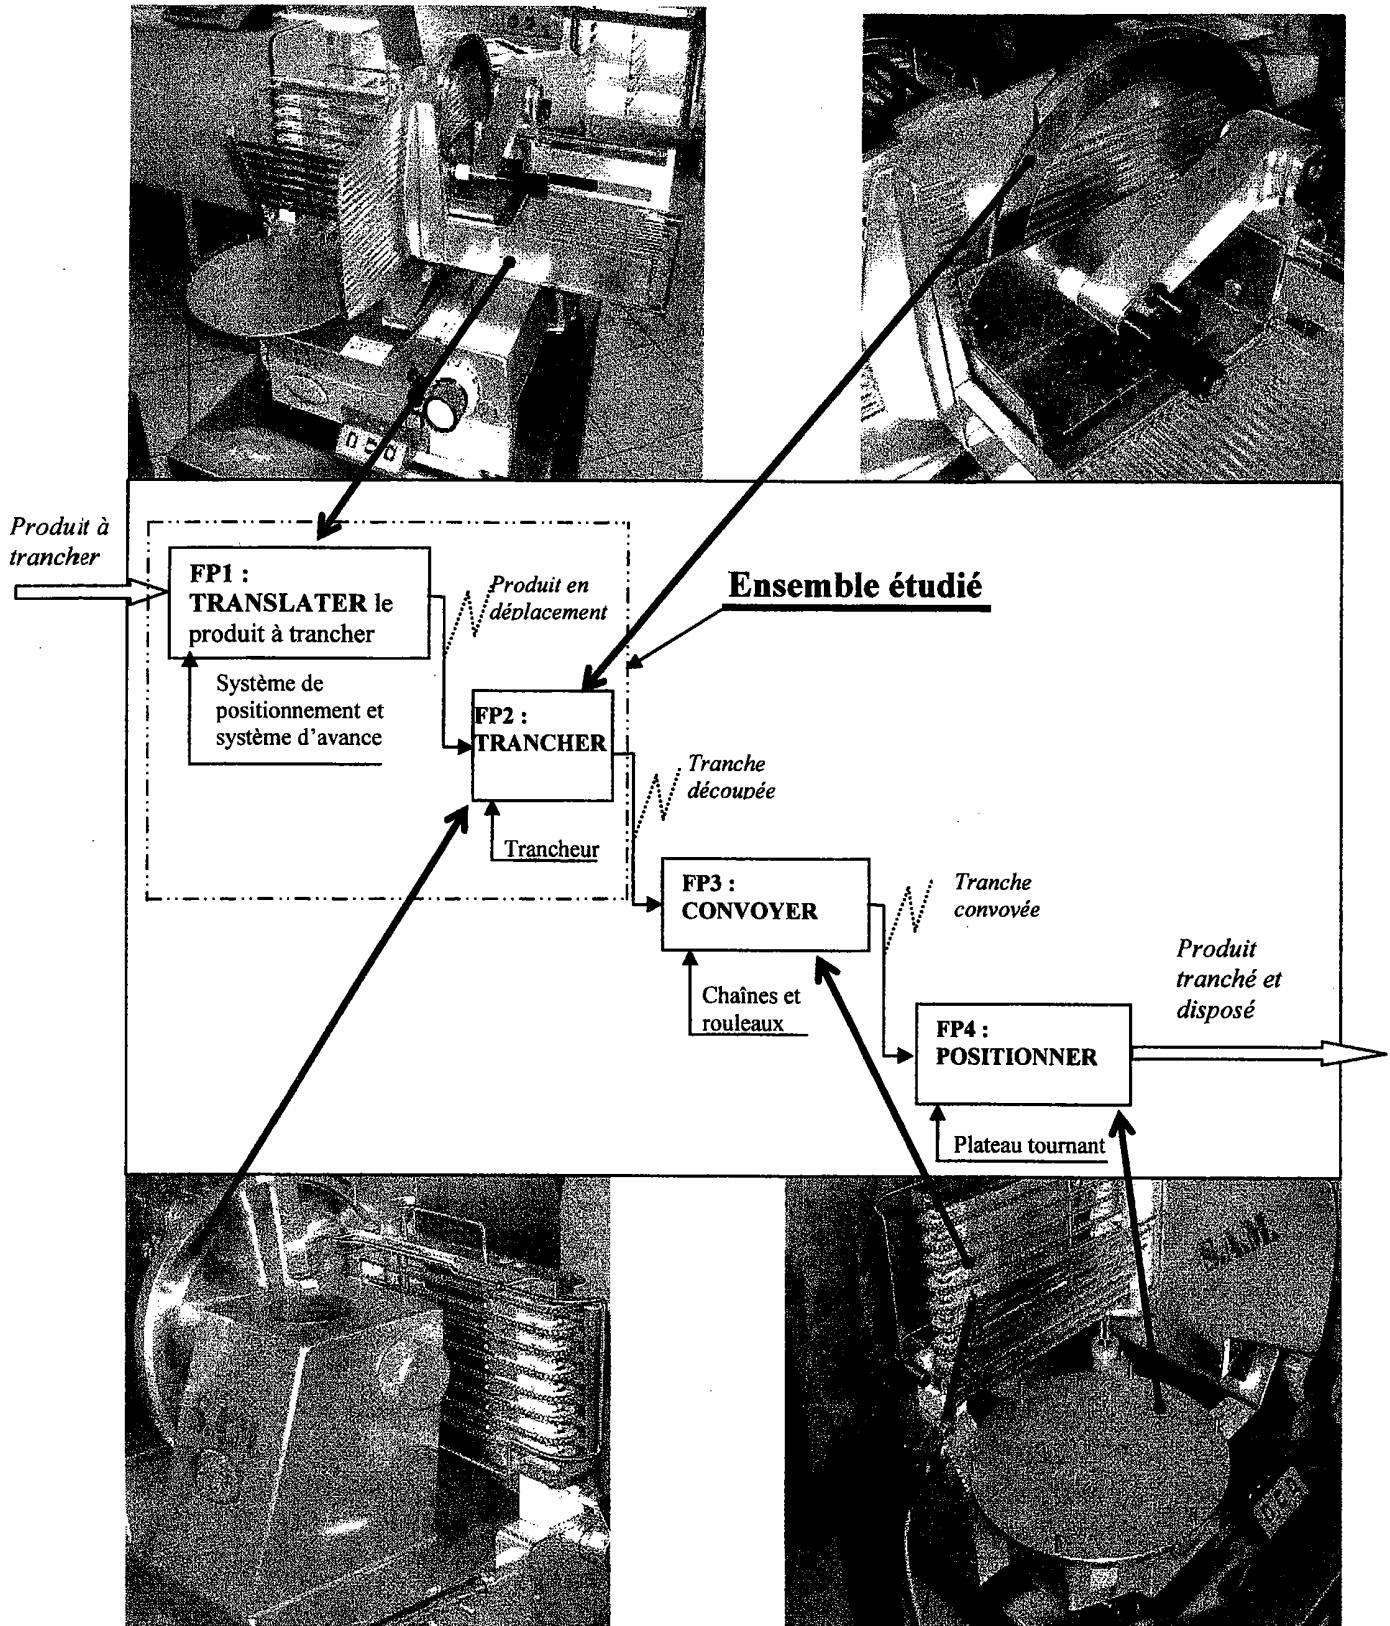 Produit à
trancher
FP1 :
TRANSLATER le
produit à trancher
Produit en
déplacement
Ensemble étudié
Système de
positionnement et
système d'avance
FP2 :
TRANCHER
Tranche
découpée
Trancheur
FP3 :
CONVOYER
Tranche
convoyée
Chaînes et
rouleaux
Produit
tranché et
disposé
FP4 :
POSITIONNER
Plateau tournant
S.A.M.